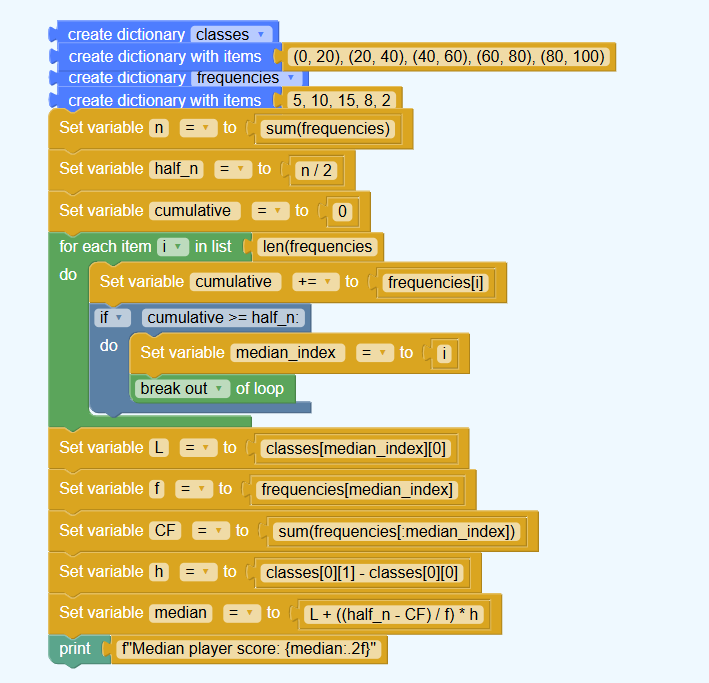 create dictionary classes
create dictionary with items (0, 20), (20, 40), (40, 60), (60, 80), (80, 100)
create dictionary frequencies
create dictionary with items 5, 10, 15, 8, 2
Set variable n = to sum(frequencies)
Set variable half_n = to n / 2
Set variable cumulative = to 0
for each item i in list len(frequencies
do Set variable cumulative += to frequencies[i]
if cumulative >= half_n:
do Set variable median_index = to i
break out of loop
Set variable L = to classes[median_index][0]
Set variable f = to frequencies[median_index]
Set variable CF = to sum(frequencies[:median_index])
Set variable h = to classes[0][1] - classes[0][0]
Set variable median = to L + ((half_n - CF) / f) * h
print f"Median player score: {median:.2f}"